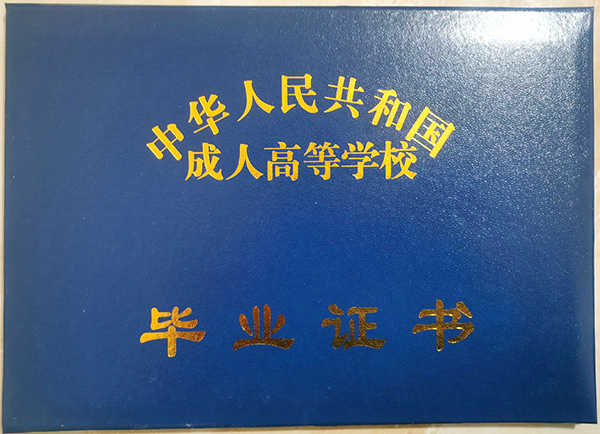 中华人民共和国
成人高等学校
毕业证书